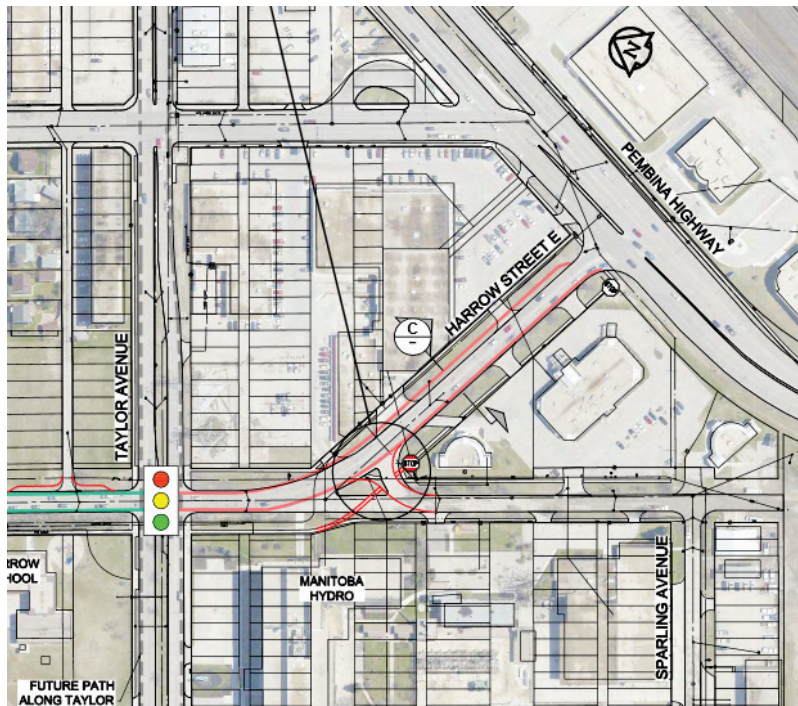 N
PEMBINA HIGHWAY
HARROW STREET E
C
TAYLOR AVENUE
STOP
RROW
HOOL
MANITOBA
HYDRO
SPARLING AVENUE
FUTURE PATH
ALONG TAYLOR